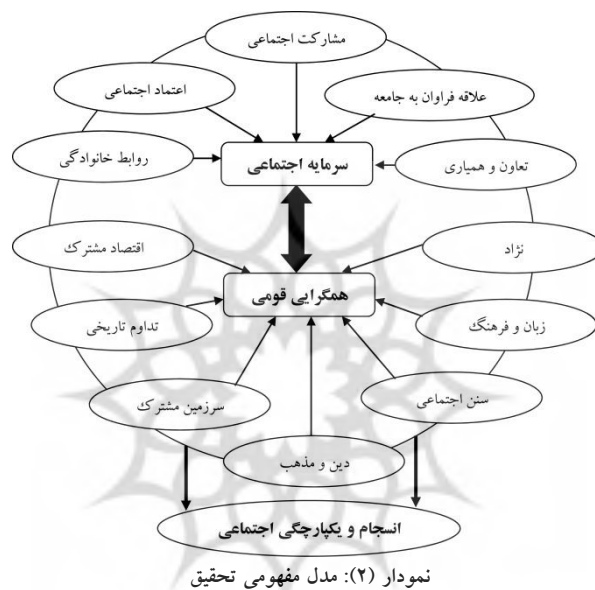 مشارکت اجتماعی
علاقه فراوان به جامعه
اعتماد اجتماعی
تعاون و همیاری
سرمایه اجتماعی
روابط خانوادگی
نژاد
اقتصاد مشترک
همگرایی قومی
زبان و فرهنگ
تداوم تاریخی
سنن اجتماعی
سرزمین مشترک
دین و مذهب
انسجام و یکپارچگی اجتماعی
نمودار (۲): مدل مفهومی تحقیق